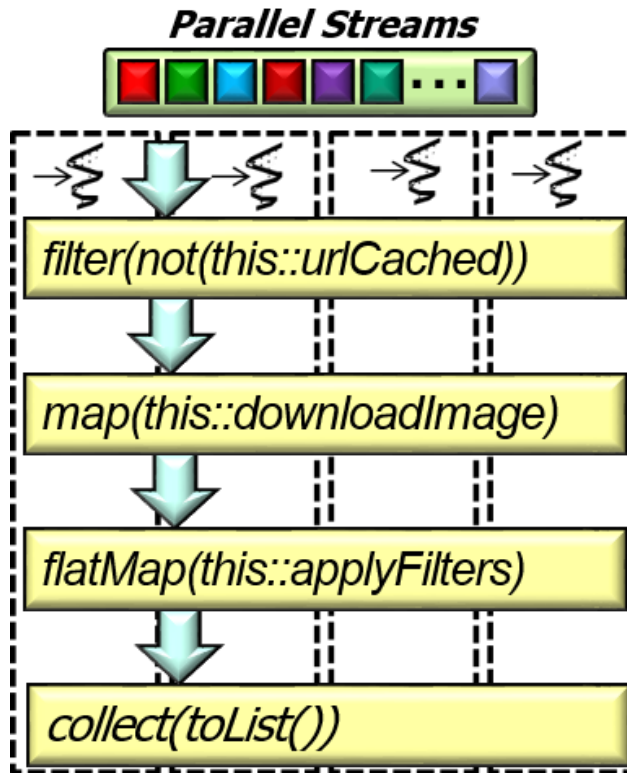 Parallel Streams
...
filter(not(this::urlCached))
map(this::downloadImage)
flatMap(this::applyFilters)
collect(toList())